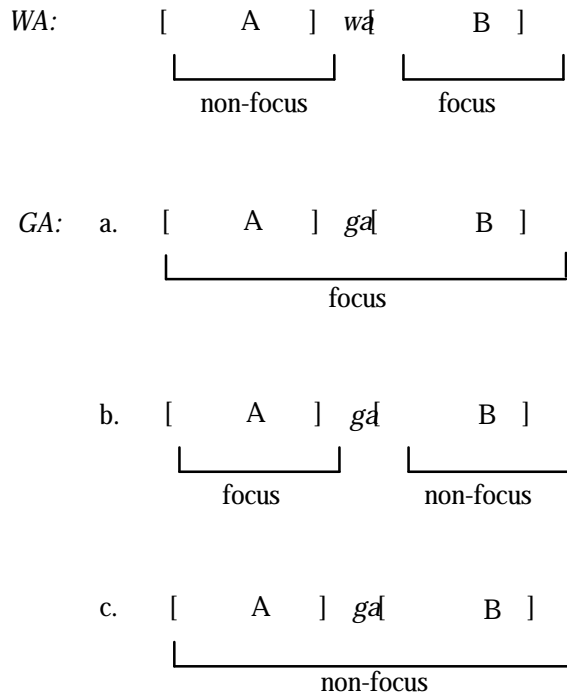 WA: [ A ] wa[ B ]
non-focus focus
GA: a. [ A ] ga[ B ]
focus
b. [ A ] ga[ B ]
focus non-focus
c. [ A ] ga[ B ]
non-focus